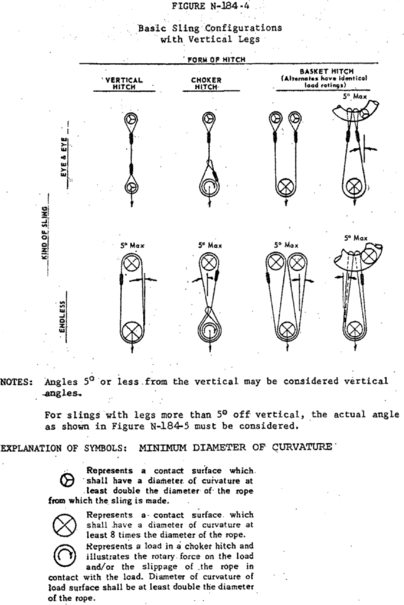 FIGURE N-184-4
Basic Sling Configurations
with Vertical Legs
FORM OF HITCH
VERTICAL
HITCH
CHOKER
HITCH
BASKET HITCH
(Alternates have identical
load ratings)
5° Max
KIND OF SLING
EYE & EYE
5° Max
5° Max
5° Max
5° Max
ENDLESS
NOTES: Angles 5° or less from the vertical may be considered vertical
angles.
For slings with legs more than 5° off vertical, the actual angle
as shown in Figure N-184-5 must be considered.
EXPLANATION OF SYMBOLS: MINIMUM DIAMETER OF CURVATURE
Represents a contact surface which
shall have a diameter of curvature at
least double the diameter of the rope
from which the sling is made.
Represents a contact surface which
shall have a diameter of curvature at
least 8 times the diameter of the rope.
Represents a load in a choker hitch and
illustrates the rotary force on the load
and/or the slippage of the rope in
contact with the load. Diameter of curvature of
load surface shall be at least double the diameter
of the rope.